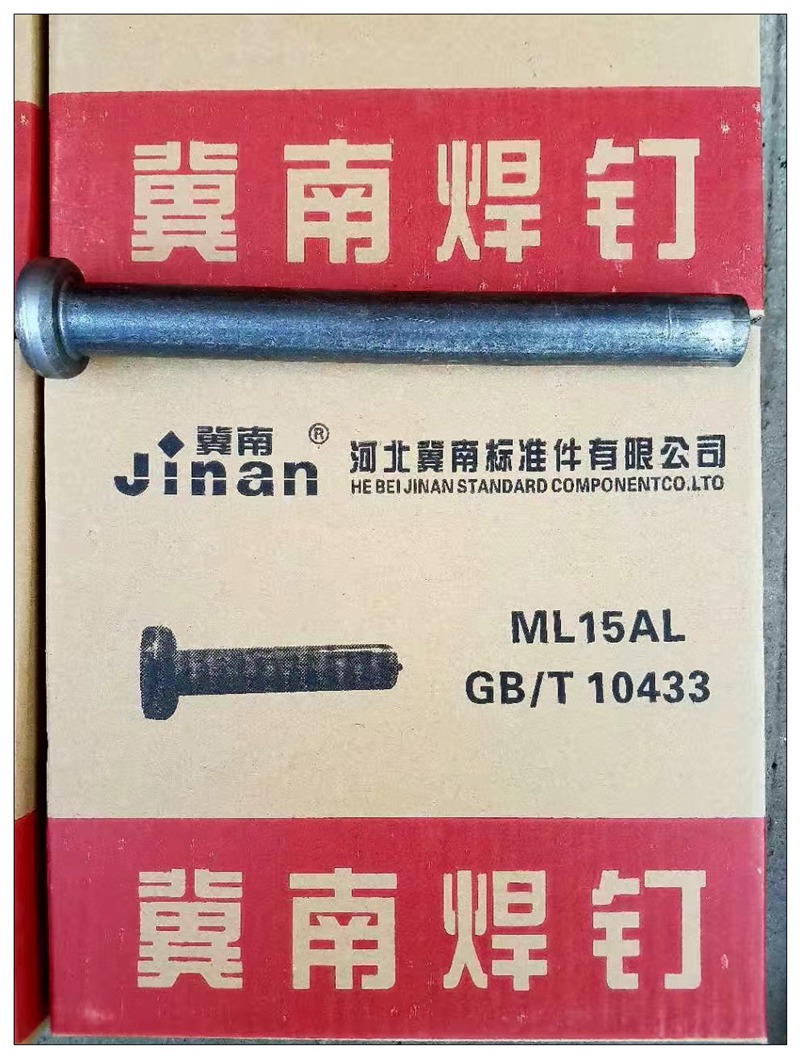 冀南焊钉
冀南 ®
Jinan
河北冀南标准件有限公司
HE BEI JINAN STANDARD COMPONENTCO.LTO
ML15AL
GB/T 10433
冀南焊钉